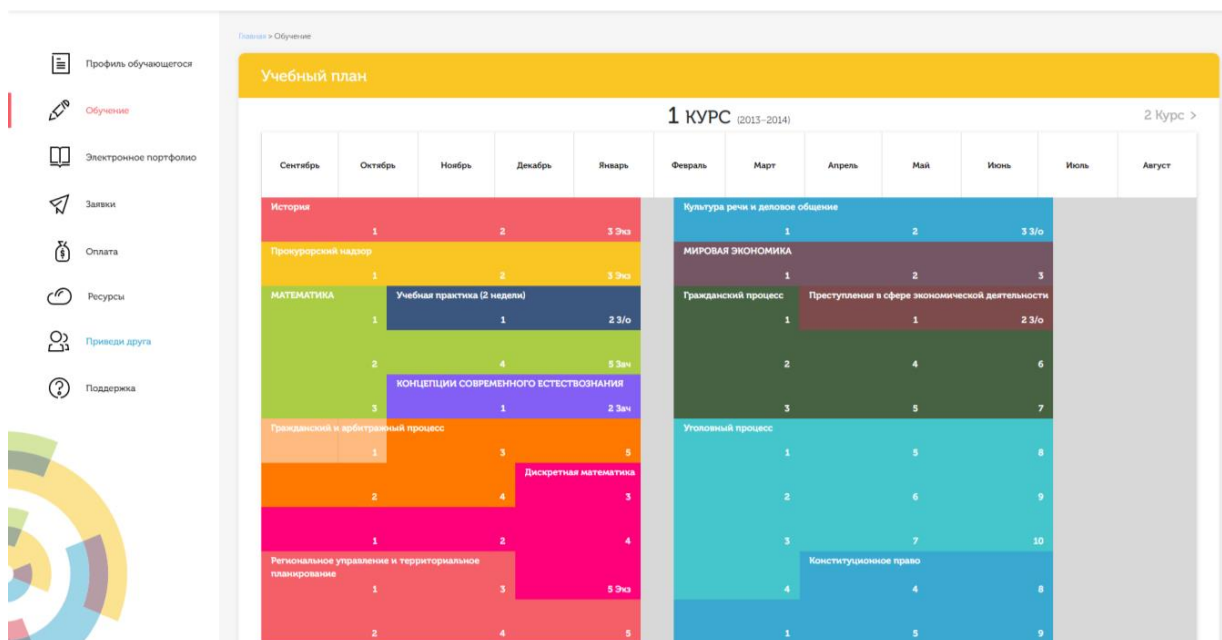 Главная > Обучение
Профиль обучающегося
Обучение
Электронное портфолио
Заявки
Оплата
Ресурсы
Приведи друга
Поддержка
Учебный план
1 КУРС (2013–2014)
2 Курс >
Сентябрь Октябрь Ноябрь Декабрь Январь Февраль Март Апрель Май Июнь Июль Август
История
1 2 3 Экз
Прокурорский надзор
1 2 3 Экз
МАТЕМАТИКА Учебная практика (2 недели)
1 1 2 З/о
2 4 5 Зач
КОНЦЕПЦИИ СОВРЕМЕННОГО ЕСТЕСТВОЗНАНИЯ
3 1 2 Зач
Гражданский и арбитражный процесс
1 3 5
Дискретная математика
2 4 3
1 2 4
Региональное управление и территориальное
планирование
1 3 5 Экз
2 4 5
Культура речи и деловое общение
1 2 3 З/о
МИРОВАЯ ЭКОНОМИКА
1 2 3
Гражданский процесс Преступления в сфере экономической деятельности
1 1 2 З/о
2 4 6
3 5 7
Уголовный процесс
1 5 8
2 6 9
3 7 10
Конституционное право
4 4 8
1 5 9